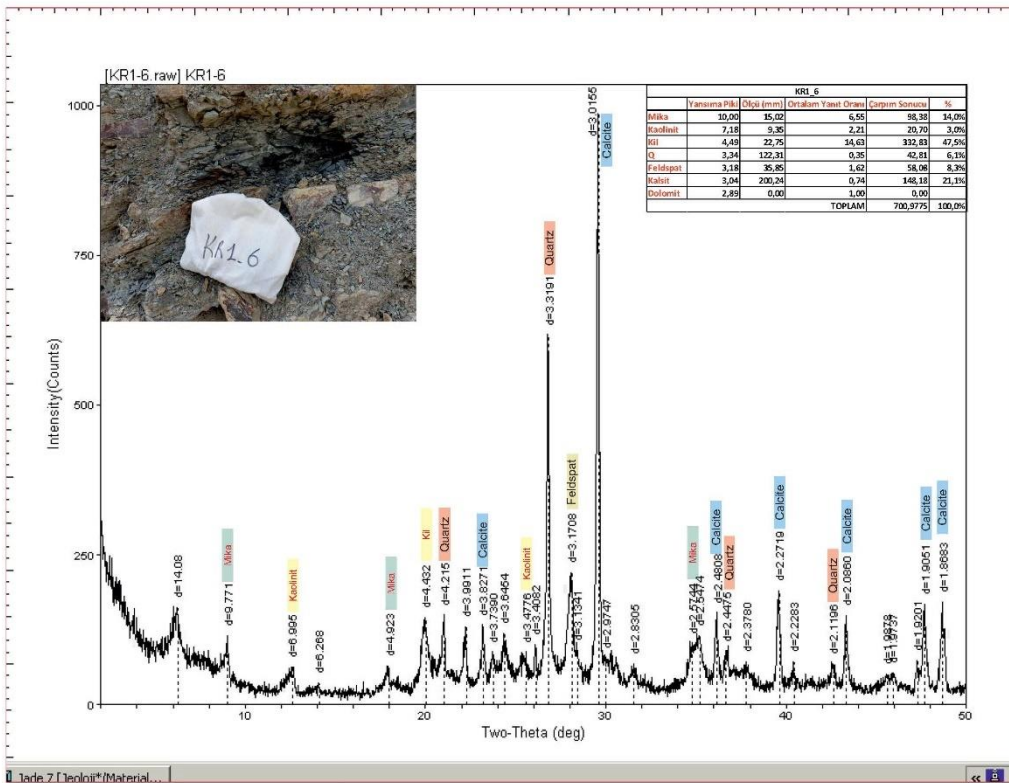 [KR1-6.raw] KR1-6
KR1_6
Yansıma Piki Ölçü (mm) Ortalam Yanıt Oranı Çarpım Sonucu %
Mika 10,00 15,02 6,55 98,38 14,0%
Kaolinit 7,18 9,35 2,21 20,70 3,0%
Kil 4,49 22,75 14,63 332,83 47,5%
Q 3,34 122,31 0,35 42,81 6,1%
Feldspat 3,18 35,85 1,62 58,08 8,3%
Kalsit 3,04 200,24 0,74 148,18 21,1%
Dolomit 2,89 0,00 1,00 0,00
TOPLAM 700,9775 100,0%
KR1-6
Intensity(Counts)
1000
750
500
250
0
d=14.08
d=9.771 Mika
d=6.995 Kaolinit
d=6.268
d=4.923 Mika
d=4.432 Kil
d=4.215 Quartz
d=3.9911
d=3.8271 Calcite
d=3.7390
d=3.6454
d=3.4776 Kaolinit
d=3.4082
d=3.3191 Quartz
d=3.1708 Feldspat
d=3.1341
d=3.0155 Calcite
d=2.9747
d=2.8305
d=2.5744 Mika
d=2.5474
d=2.4808 Calcite
d=2.4475 Quartz
d=2.3780
d=2.2719 Calcite
d=2.2283
d=2.1196 Quartz
d=2.0860 Calcite
d=1.9878
d=1.9737
d=1.9201
d=1.9051 Calcite
d=1.8683 Calcite
10 20 30 40 50
Two-Theta (deg)
Jade 7 [Jeoloji*(Material...
«